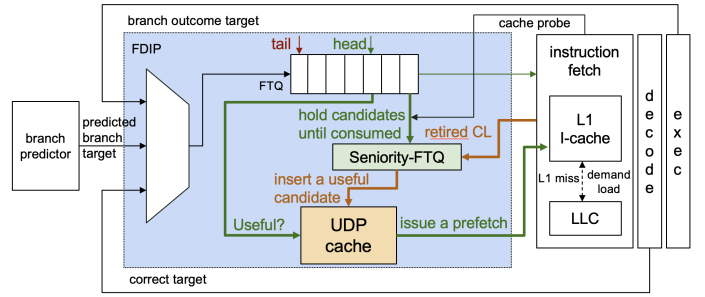 branch outcome target
cache probe
FDIP
tail
head
instruction
fetch
FTQ
branch
predictor
predicted
branch
target
hold candidates
until consumed
retired CL
L1
I-cache
decode
exec
Seniority-FTQ
L1 miss
demand
load
insert a useful
candidate
LLC
Useful?
UDP
cache
issue a prefetch
correct target